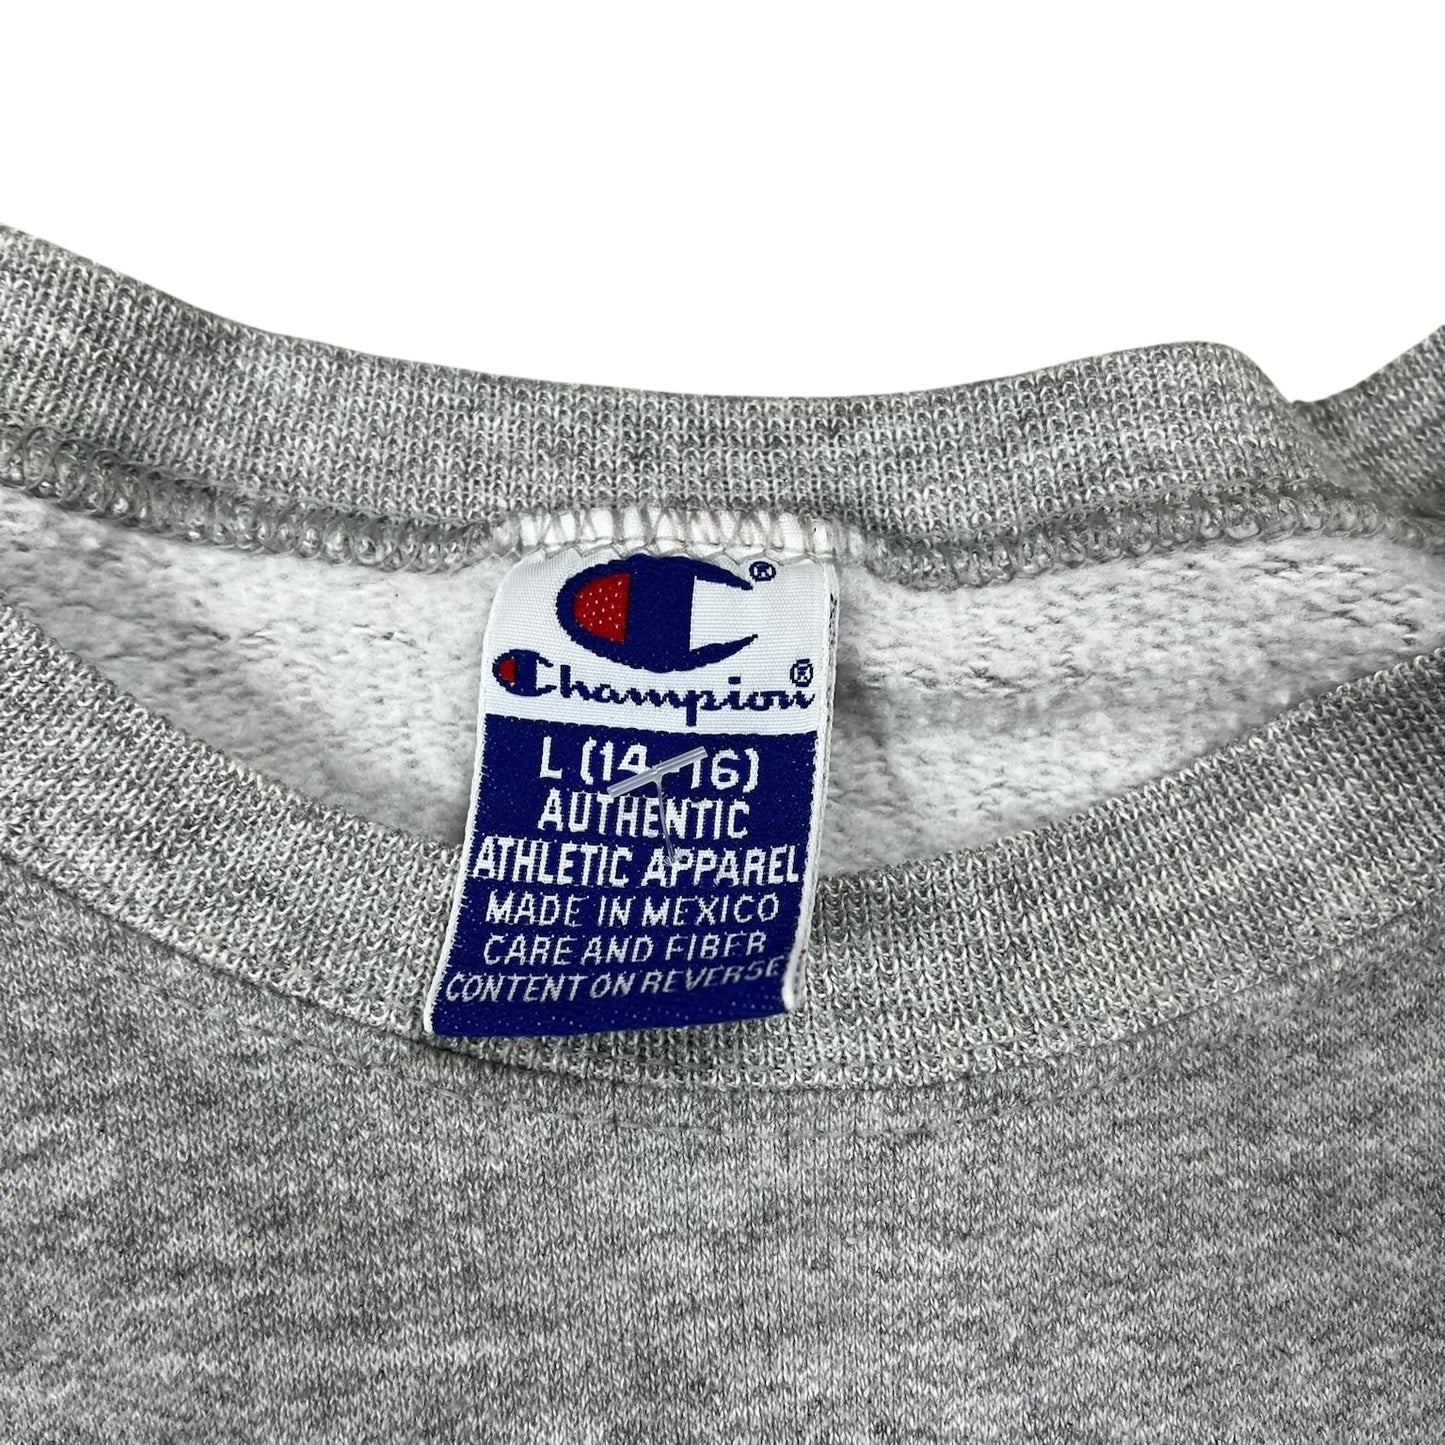 ®
Champion®
L (14-16)
AUTHENTIC
ATHLETIC APPAREL
MADE IN MEXICO
CARE AND FIBER
CONTENT ON REVERSE